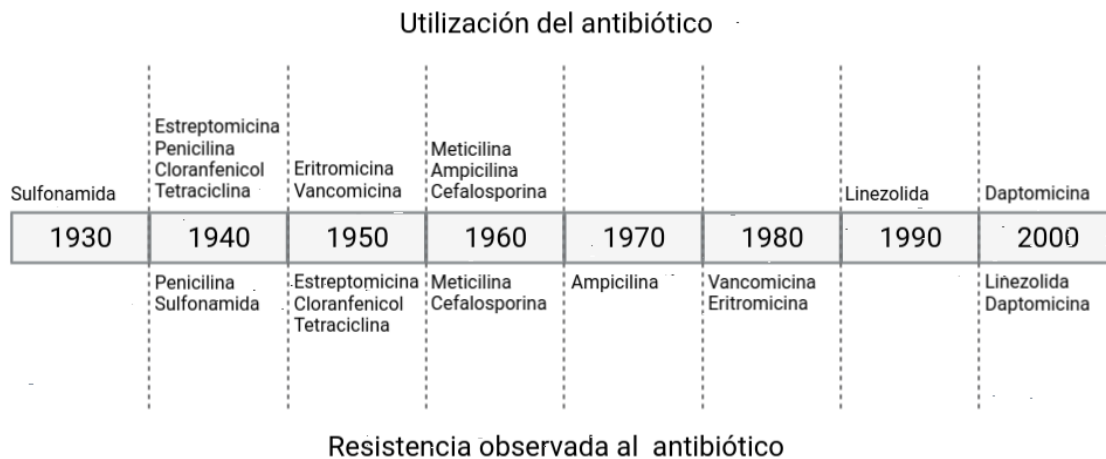 Utilización del antibiótico
Sulfonamida
Estreptomicina
Penicilina
Cloranfenicol
Tetraciclina
Eritromicina
Vancomicina
Meticilina
Ampicilina
Cefalosporina
Linezolida
Daptomicina
1930
1940
1950
1960
1970
1980
1990
2000
Penicilina
Sulfonamida
Estreptomicina
Cloranfenicol
Tetraciclina
Meticilina
Cefalosporina
Ampicilina
Vancomicina
Eritromicina
Linezolida
Daptomicina
Resistencia observada al antibiótico